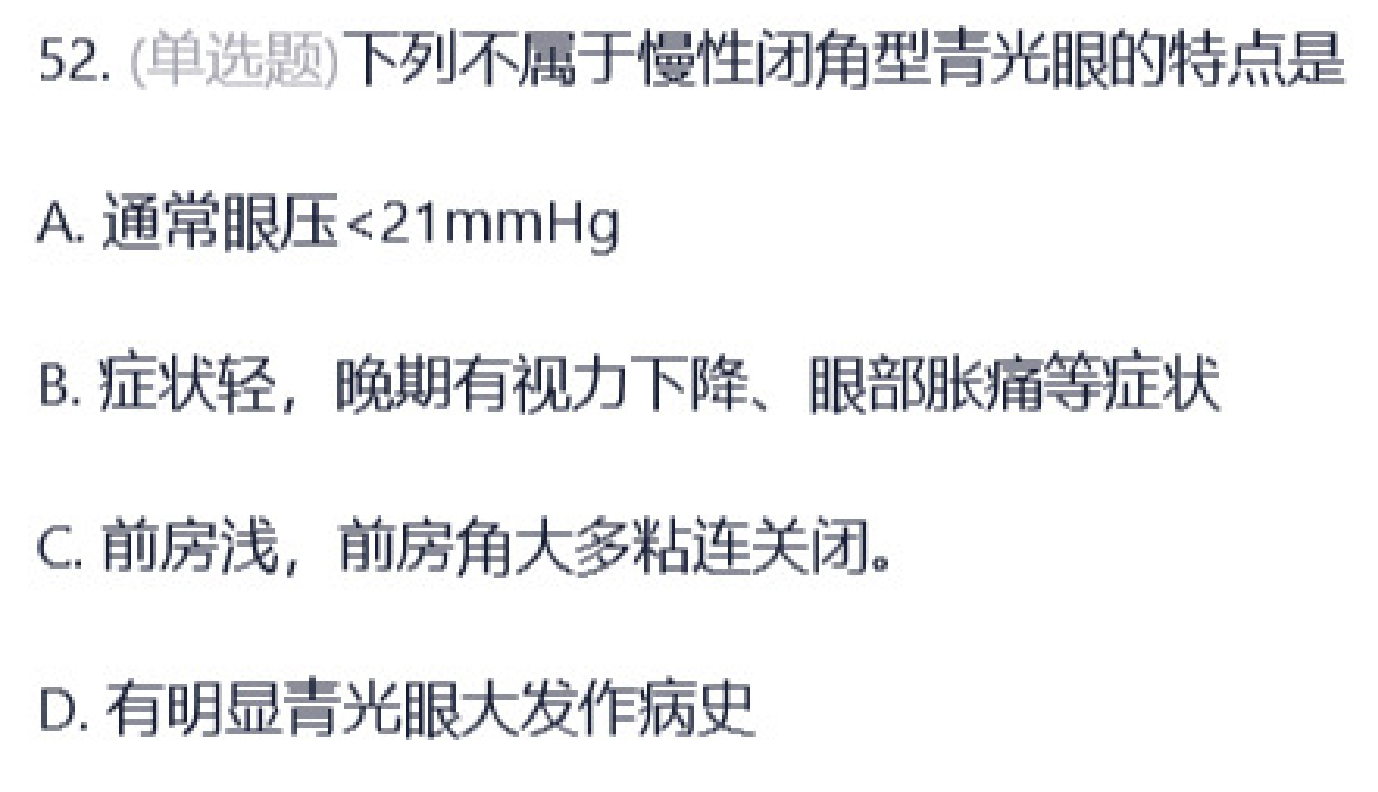 52. (单选题)下列不属于慢性闭角型青光眼的特点是
A. 通常眼压<21mmHg
B. 症状轻，晚期有视力下降、眼部胀痛等症状
C. 前房浅，前房角大多粘连关闭。
D. 有明显青光眼大发作病史